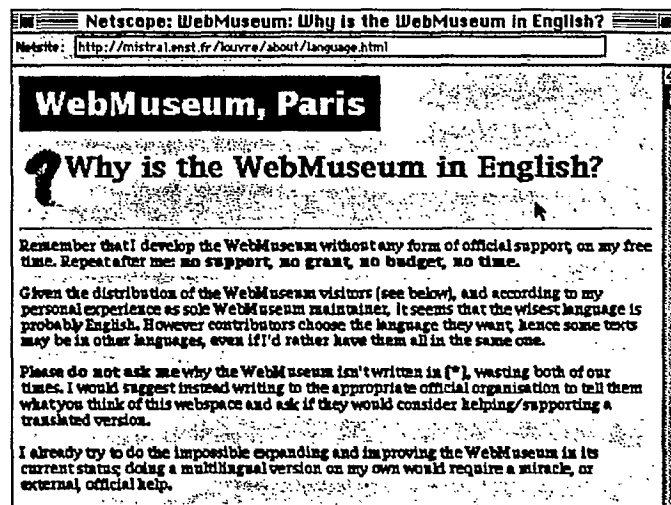 Netscape: WebMuseum: Why is the WebMuseum in English?
Netsite: http://mistral.enst.fr/louvre/about/language.html
WebMuseum, Paris
?Why is the WebMuseum in English?
Remember that I develop the WebMuseum without any form of official support, on my free
time. Repeat after me: no support, no grant, no budget, no time.
Given the distribution of the WebMuseum visitors (see below), and according to my
personal experience as sole WebMuseum maintainer, It seems that the wisest language is
probably English. However contributors choose the language they want, hence some texts
may be in other languages, even if I'd rather have them all in the same one.
Please do not ask me why the WebMuseum isn't written in [*], wasting both of our
times. I would suggest instead writing to the appropriate official organisation to tell them
what you think of this webspace and ask if they would consider helping/supporting a
translated version.
I already try to do the impossible expanding and improving the WebMuseum in its
current status; doing a multilingual version on my own would require a miracle, or
external, official help.